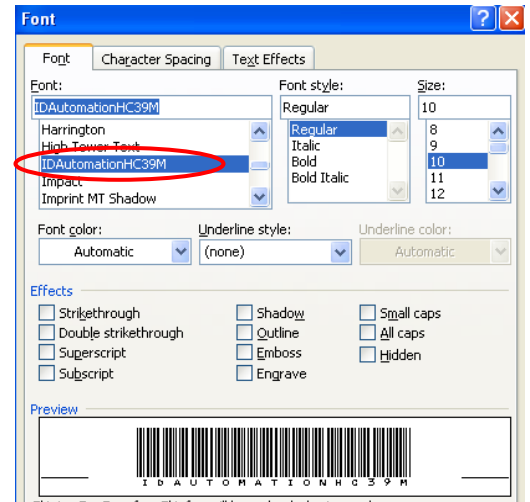 Font
Font Character Spacing Text Effects
Font: Font style: Size:
IDAutomationHC39M Regular 10
Harrington Regular 8
High Tower Text Italic 9
IDAutomationHC39M Bold 10
Impact Bold Italic 11
Imprint MT Shadow 12
Font color: Underline style: Underline color:
Automatic (none) Automatic
Effects
Strikethrough Shadow Small caps
Double strikethrough Outline All caps
Superscript Emboss Hidden
Subscript Engrave
Preview
IDAUTOMATIONHC39M